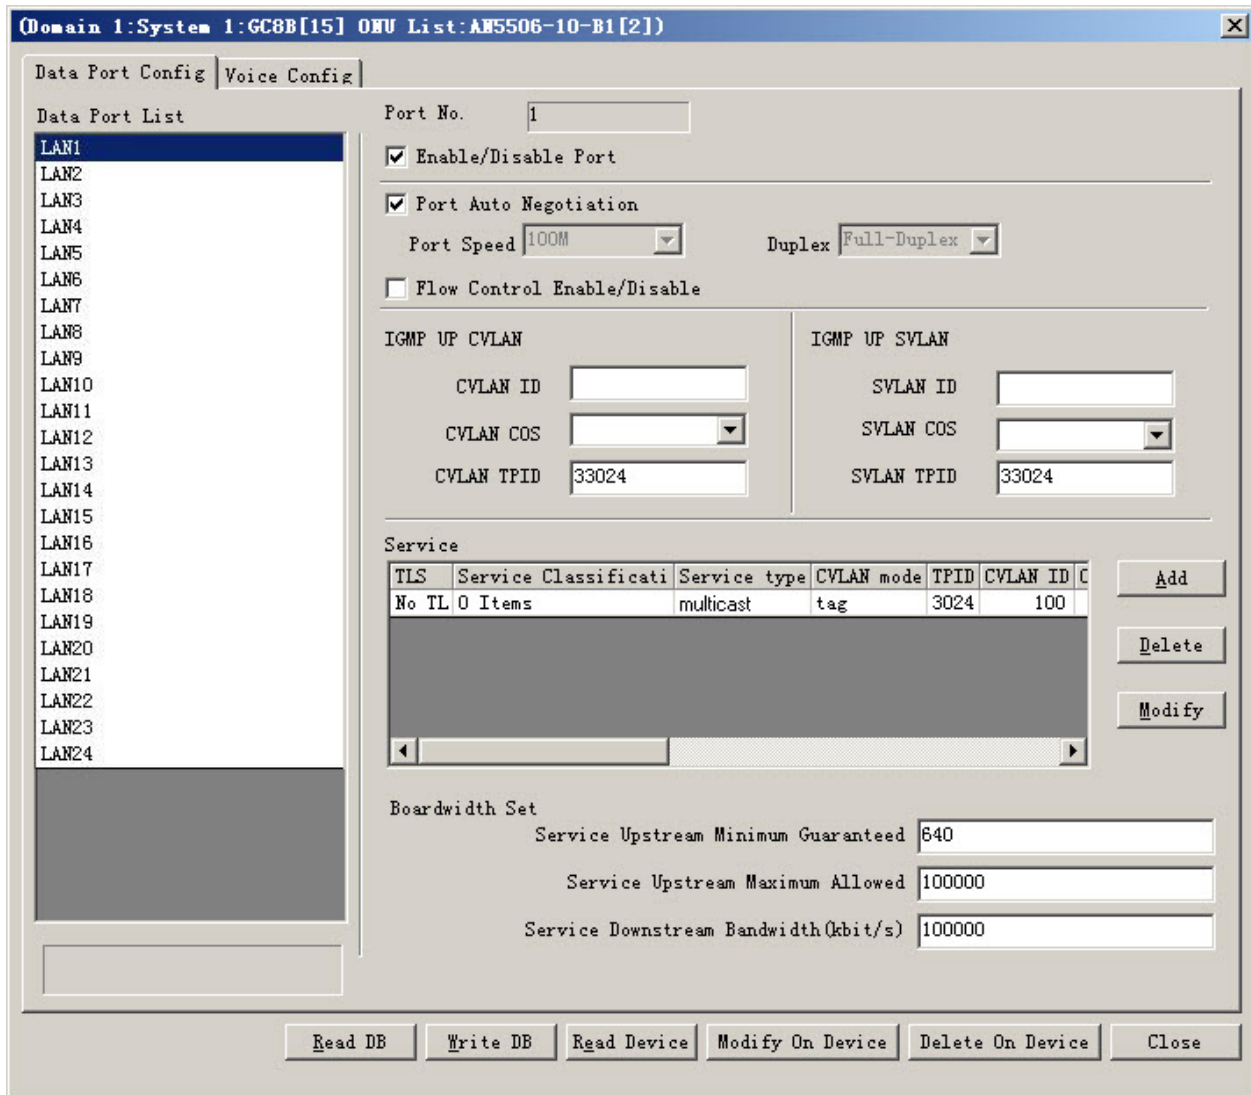 (Domain 1:System 1:GC8B[15] ONU List:AN5506-10-B1[2])
Data Port Config Voice Config
Data Port List
LAN1
LAN2
LAN3
LAN4
LAN5
LAN6
LAN7
LAN8
LAN9
LAN10
LAN11
LAN12
LAN13
LAN14
LAN15
LAN16
LAN17
LAN18
LAN19
LAN20
LAN21
LAN22
LAN23
LAN24
Port No. 1
Enable/Disable Port
Port Auto Negotiation
Port Speed 100M Duplex Full-Duplex
Flow Control Enable/Disable
IGMP UP CVLAN
CVLAN ID
CVLAN COS
CVLAN TPID 33024
IGMP UP SVLAN
SVLAN ID
SVLAN COS
SVLAN TPID 33024
Service
TLS Service Classificati Service type CVLAN mode TPID CVLAN ID C
No TL 0 Items multicast tag 3024 100
Add
Delete
Modify
Boardwidth Set
Service Upstream Minimum Guaranteed 640
Service Upstream Maximum Allowed 100000
Service Downstream Bandwidth(kbit/s) 100000
Read DB Write DB Read Device Modify On Device Delete On Device Close